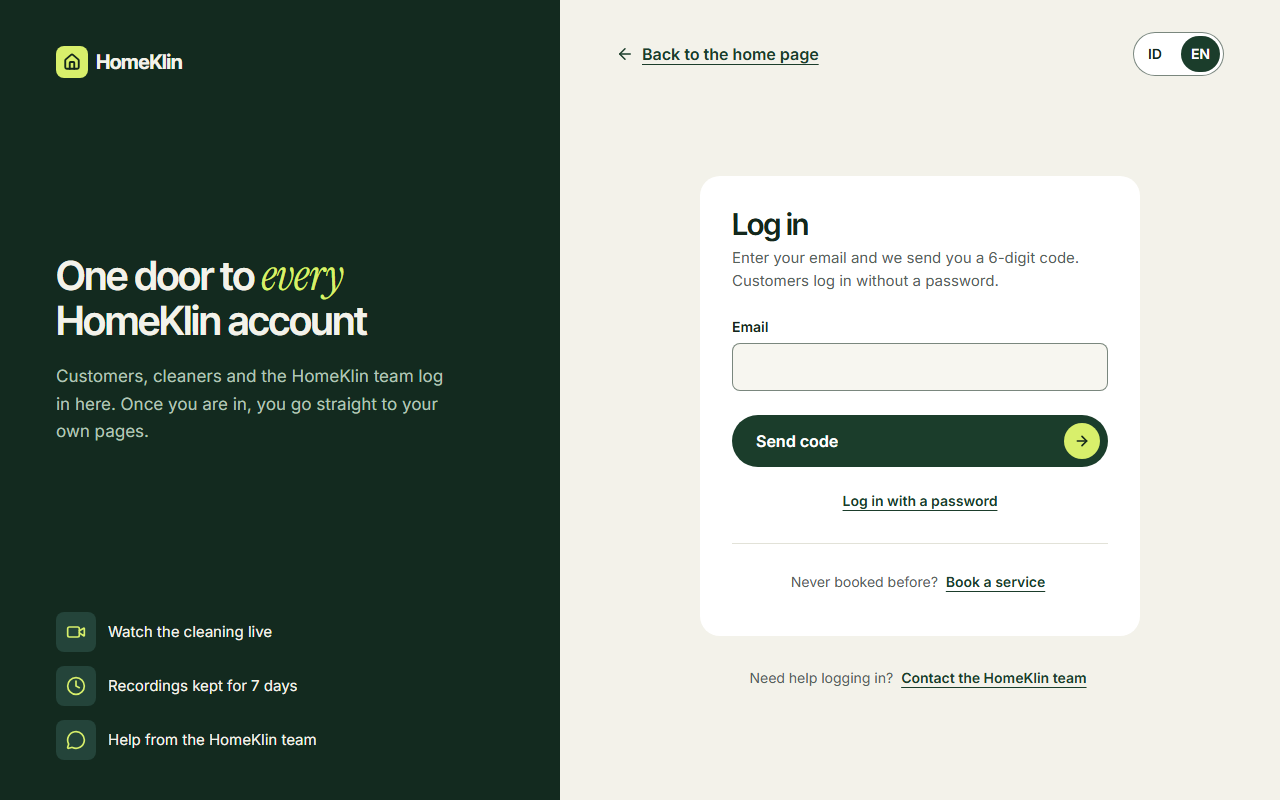 HomeKlin
One door to every
HomeKlin account
Customers, cleaners and the HomeKlin team log
in here. Once you are in, you go straight to your
own pages.
Watch the cleaning live
Recordings kept for 7 days
Help from the HomeKlin team
Back to the home page
ID EN
Log in
Enter your email and we send you a 6-digit code.
Customers log in without a password.
Email
Send code
Log in with a password
Never booked before? Book a service
Need help logging in? Contact the HomeKlin team